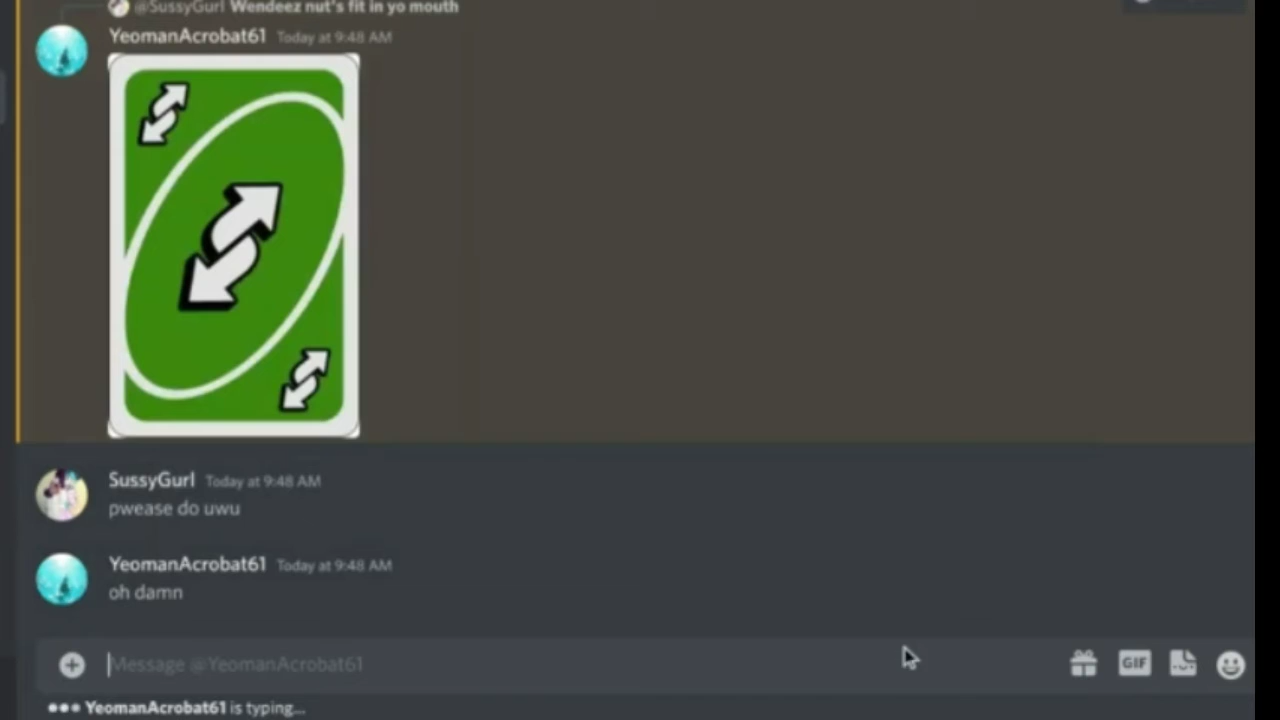 @SussyGurl Wendeez nut's fit in yo mouth
YeomanAcrobat61 Today at 9:48 AM
SussyGurl Today at 9:48 AM
pwease do uwu
YeomanAcrobat61 Today at 9:48 AM
oh damn
Message @YeomanAcrobat61
GIF
YeomanAcrobat61 is typing...